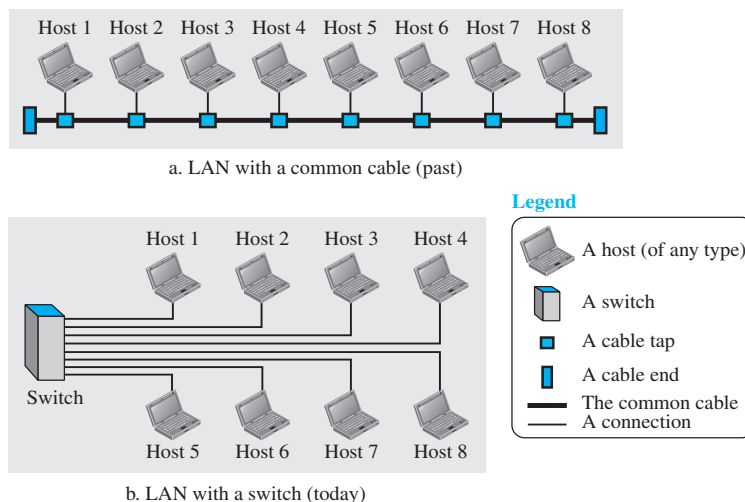 Host 1 Host 2 Host 3 Host 4 Host 5 Host 6 Host 7 Host 8
a. LAN with a common cable (past)
Host 1 Host 2 Host 3 Host 4
Switch
Host 5 Host 6 Host 7 Host 8
b. LAN with a switch (today)
Legend
A host (of any type)
A switch
A cable tap
A cable end
The common cable
A connection